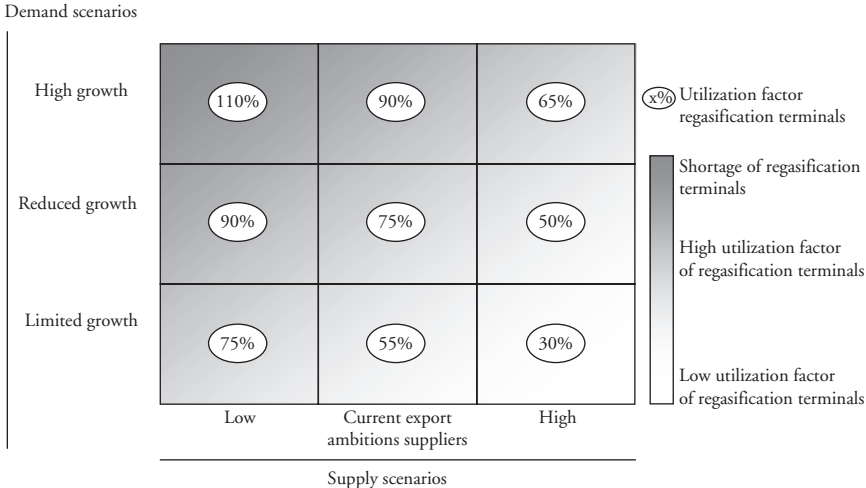 Demand scenarios
High growth
110%
90%
65%
x% Utilization factor
regasification terminals
Shortage of regasification
terminals
Reduced growth
90%
75%
50%
High utilization factor
of regasification terminals
Limited growth
75%
55%
30%
Low utilization factor
of regasification terminals
Low
Current export
ambitions suppliers
High
Supply scenarios